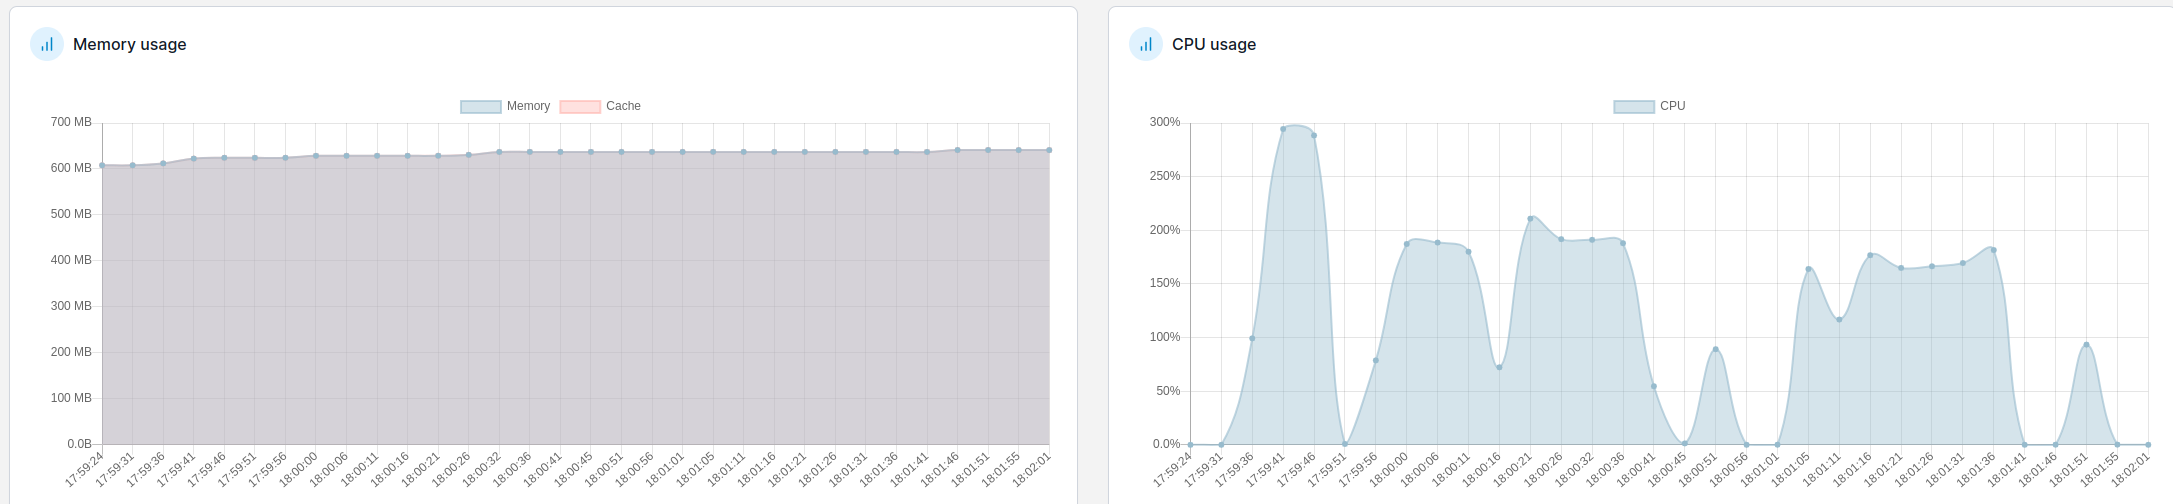 Memory usage
Memory Cache
700 MB
600 MB
500 MB
400 MB
300 MB
200 MB
100 MB
0.0B
17:59:24 17:59:31 17:59:36 17:59:41 17:59:46 17:59:51 17:59:56 18:00:00 18:00:06 18:00:11 18:00:16 18:00:21 18:00:26 18:00:32 18:00:36 18:00:41 18:00:45 18:00:51 18:00:56 18:01:01 18:01:05 18:01:11 18:01:16 18:01:21 18:01:26 18:01:31 18:01:36 18:01:41 18:01:46 18:01:51 18:01:55 18:02:01
CPU usage
CPU
300%
250%
200%
150%
100%
50%
0.0%
17:59:24 17:59:31 17:59:36 17:59:41 17:59:46 17:59:51 17:59:56 18:00:00 18:00:06 18:00:11 18:00:16 18:00:21 18:00:26 18:00:32 18:00:36 18:00:41 18:00:45 18:00:51 18:00:56 18:01:01 18:01:05 18:01:11 18:01:16 18:01:21 18:01:26 18:01:31 18:01:36 18:01:41 18:01:46 18:01:51 18:01:55 18:02:01